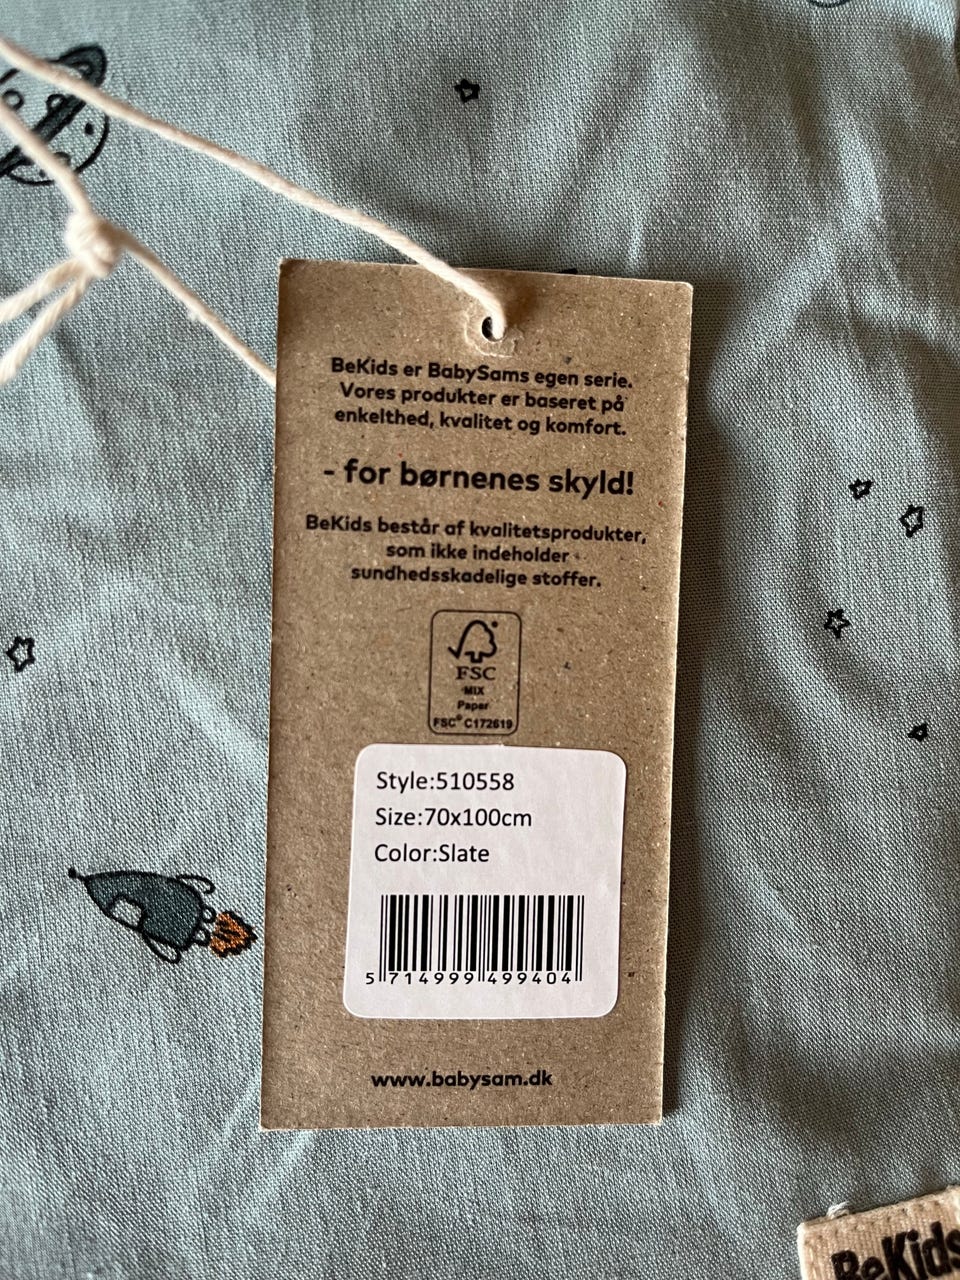 BeKids er BabySams egen serie.
Vores produkter er baseret på
enkelthed, kvalitet og komfort.
- for børnenes skyld!
BeKids består af kvalitetsprodukter,
som ikke indeholder
sundhedsskadelige stoffer.
FSC
MIX
Paper
FSC® C172619
Style:510558
Size:70x100cm
Color:Slate
5 714999 499404
www.babysam.dk
BeKids